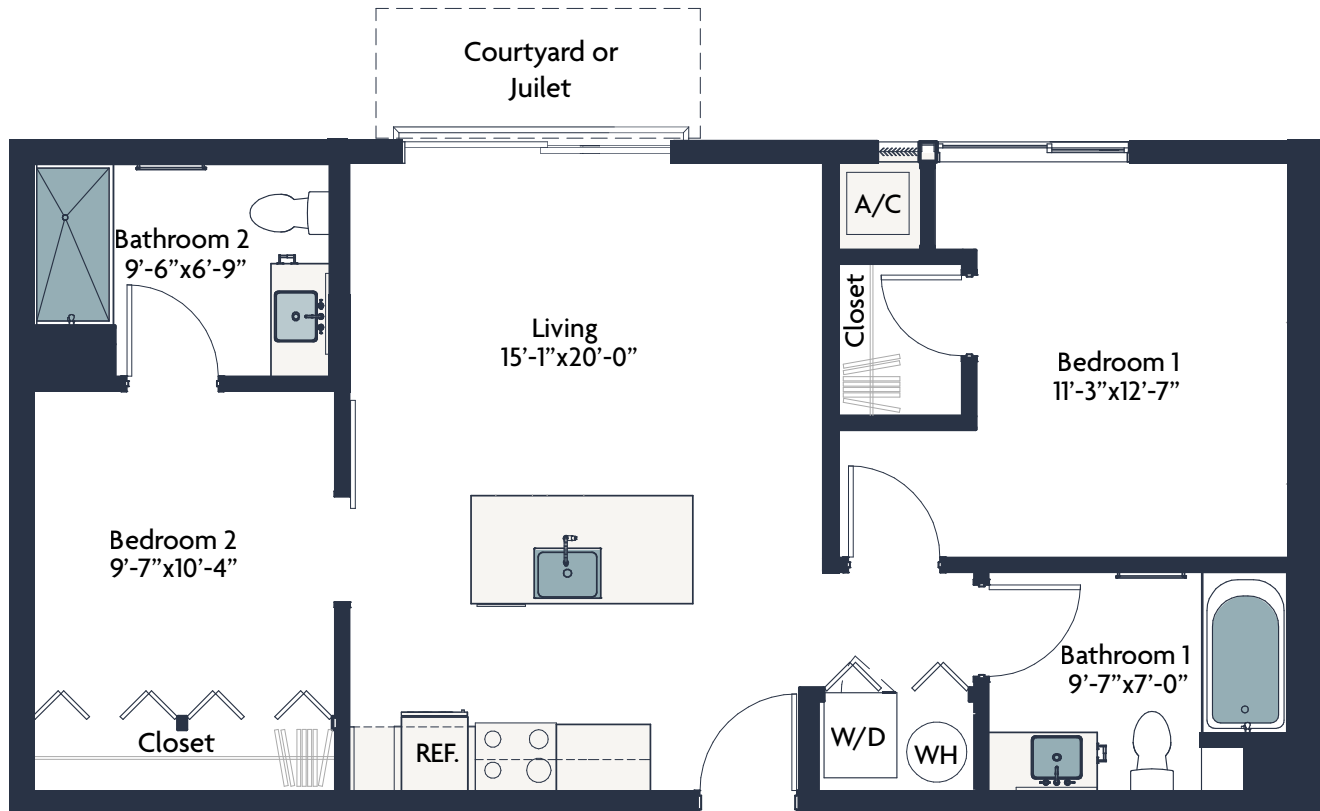 Courtyard or
Juilet
A/C
Bathroom 2
9’-6”x6’-9”
Closet
Living
15’-1”x20’-0”
Bedroom 1
11’-3”x12’-7”
Bedroom 2
9’-7”x10’-4”
Bathroom 1
9’-7”x7’-0”
Closet
REF.
W/D
WH